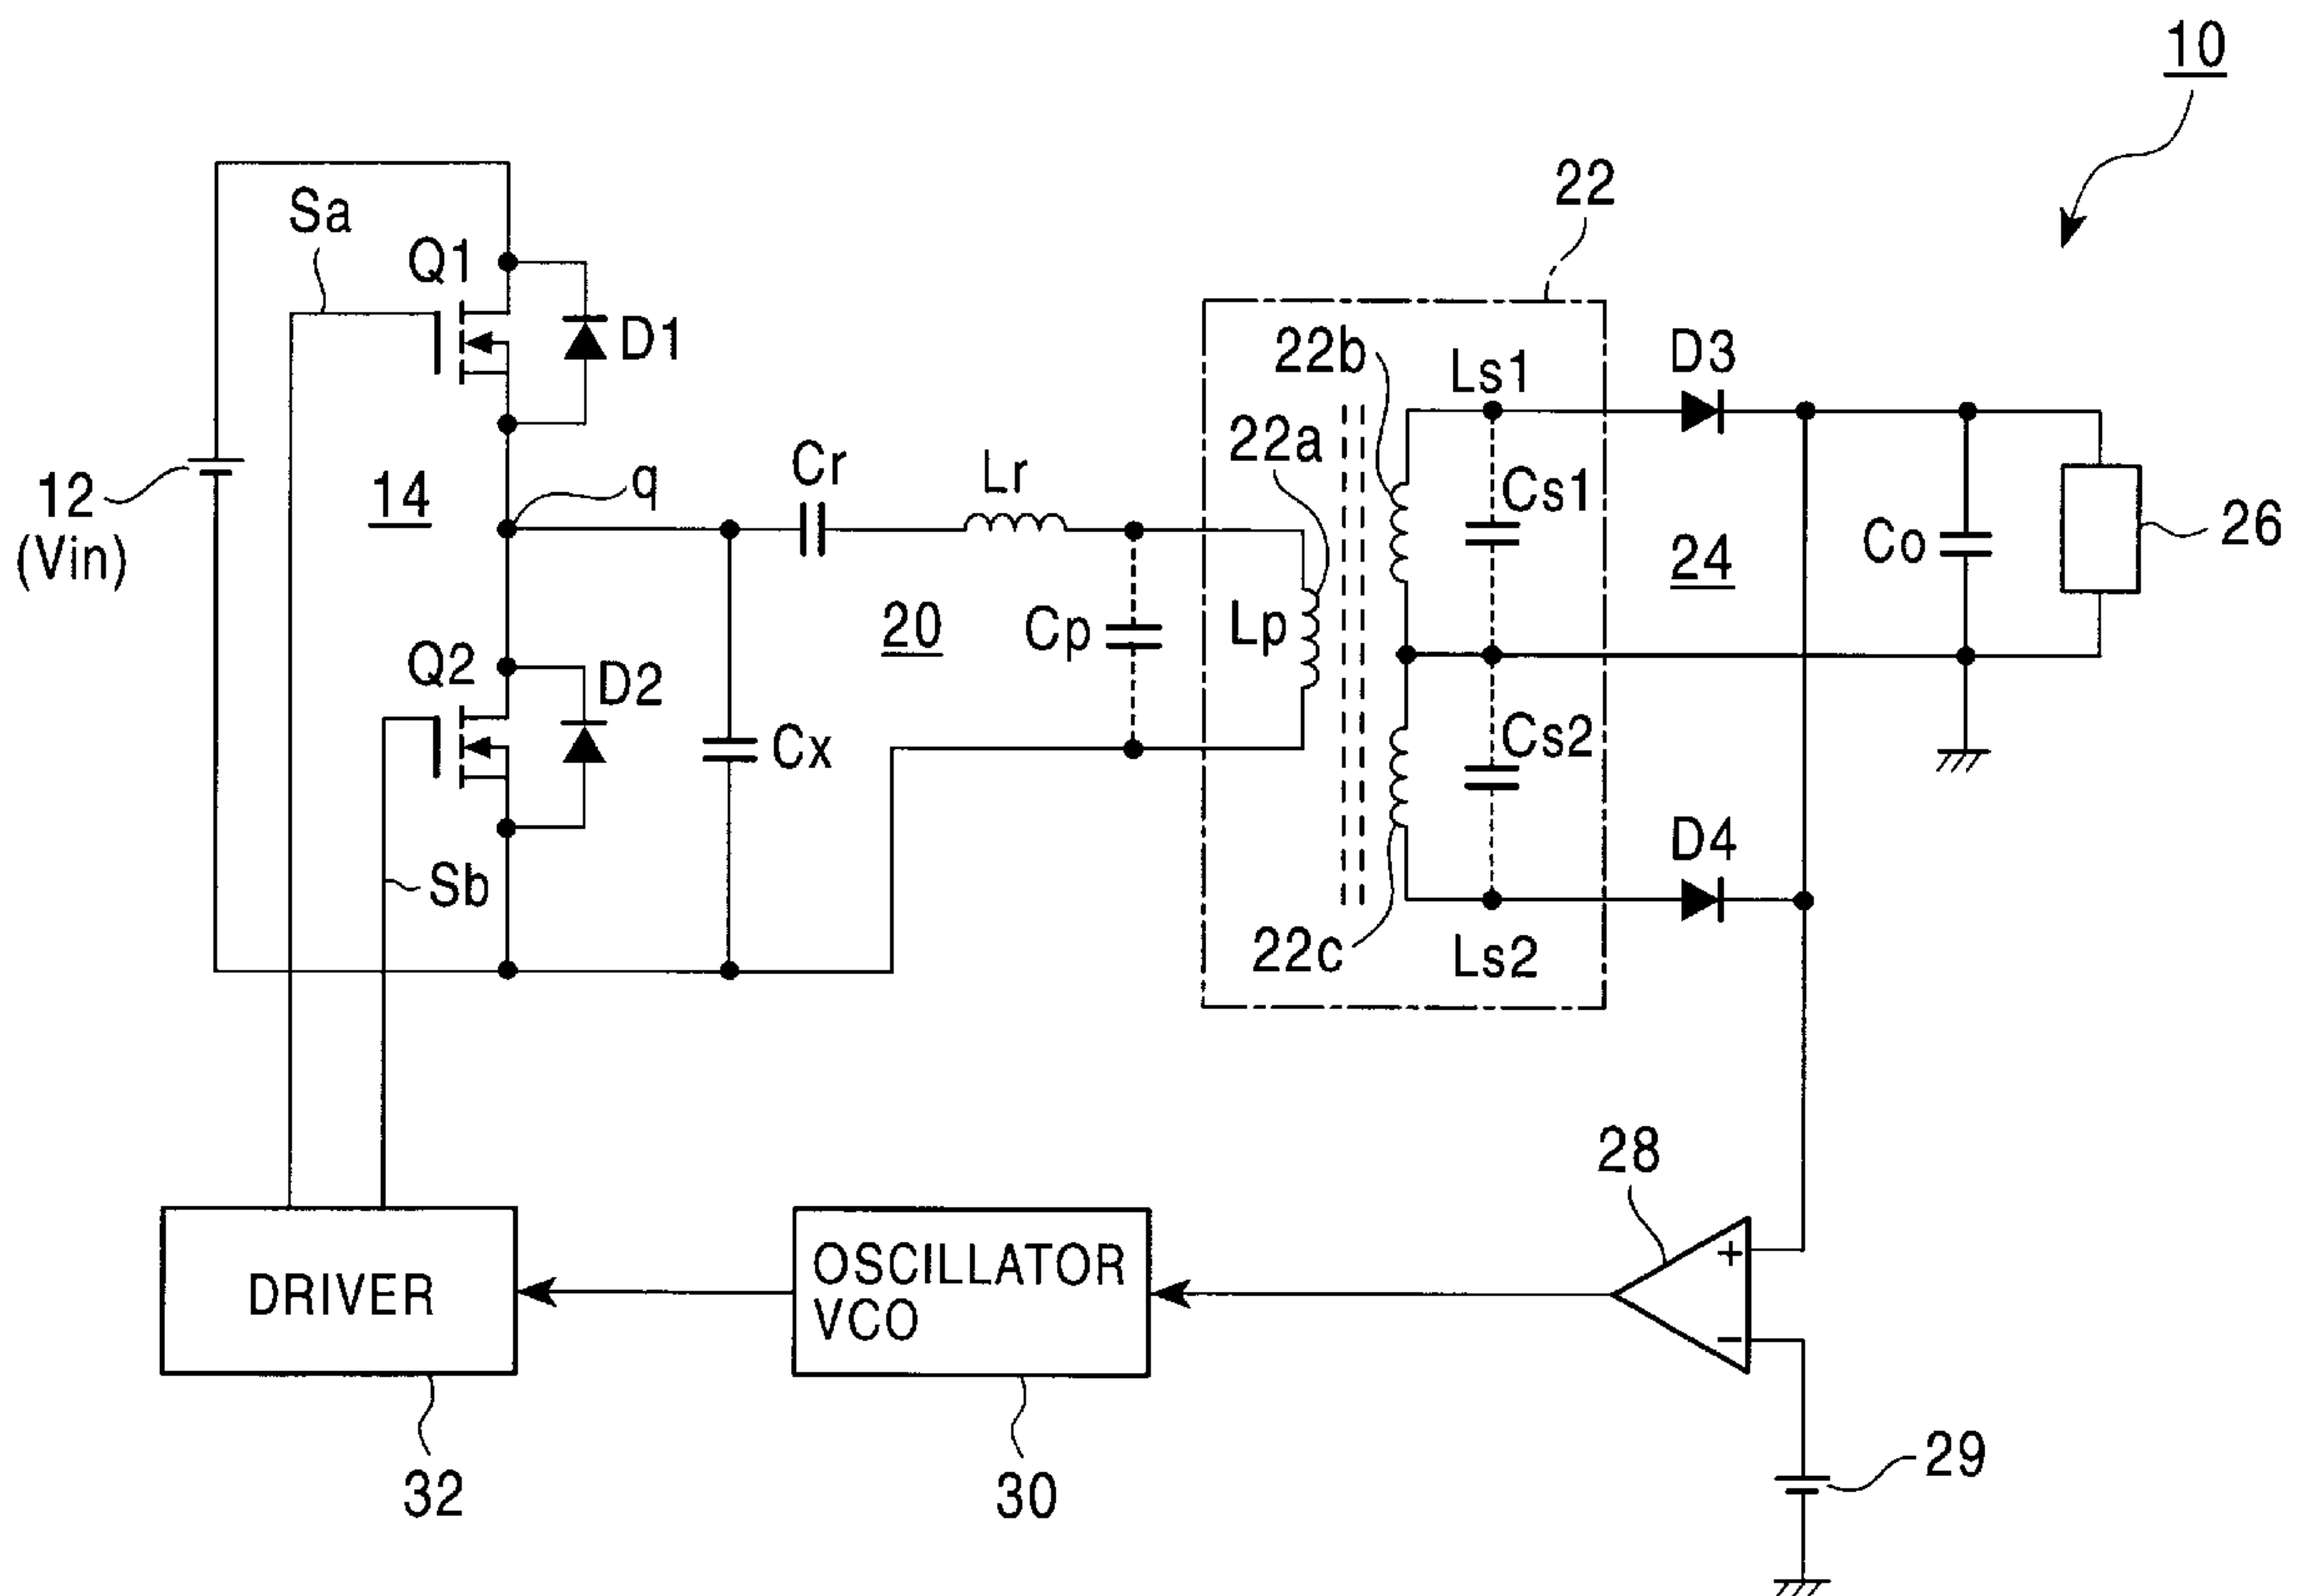 10
22
Sa
Q1
D1
22b
Ls1
D3
22a
12
(Vin)
14
q
Cr
Lr
Cs1
24
Co
26
20
Cp
Lp
Q2
D2
Cx
Cs2
Sb
D4
22c
Ls2
28
+
−
DRIVER
OSCILLATOR
VCO
29
32
30